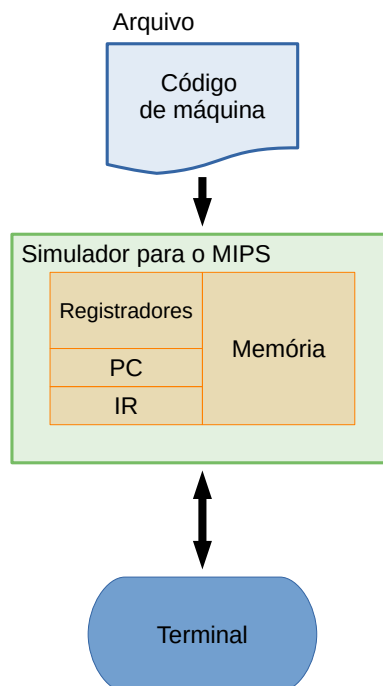 Arquivo
Código
de máquina
Simulador para o MIPS
Registradores
Memória
PC
IR
Terminal